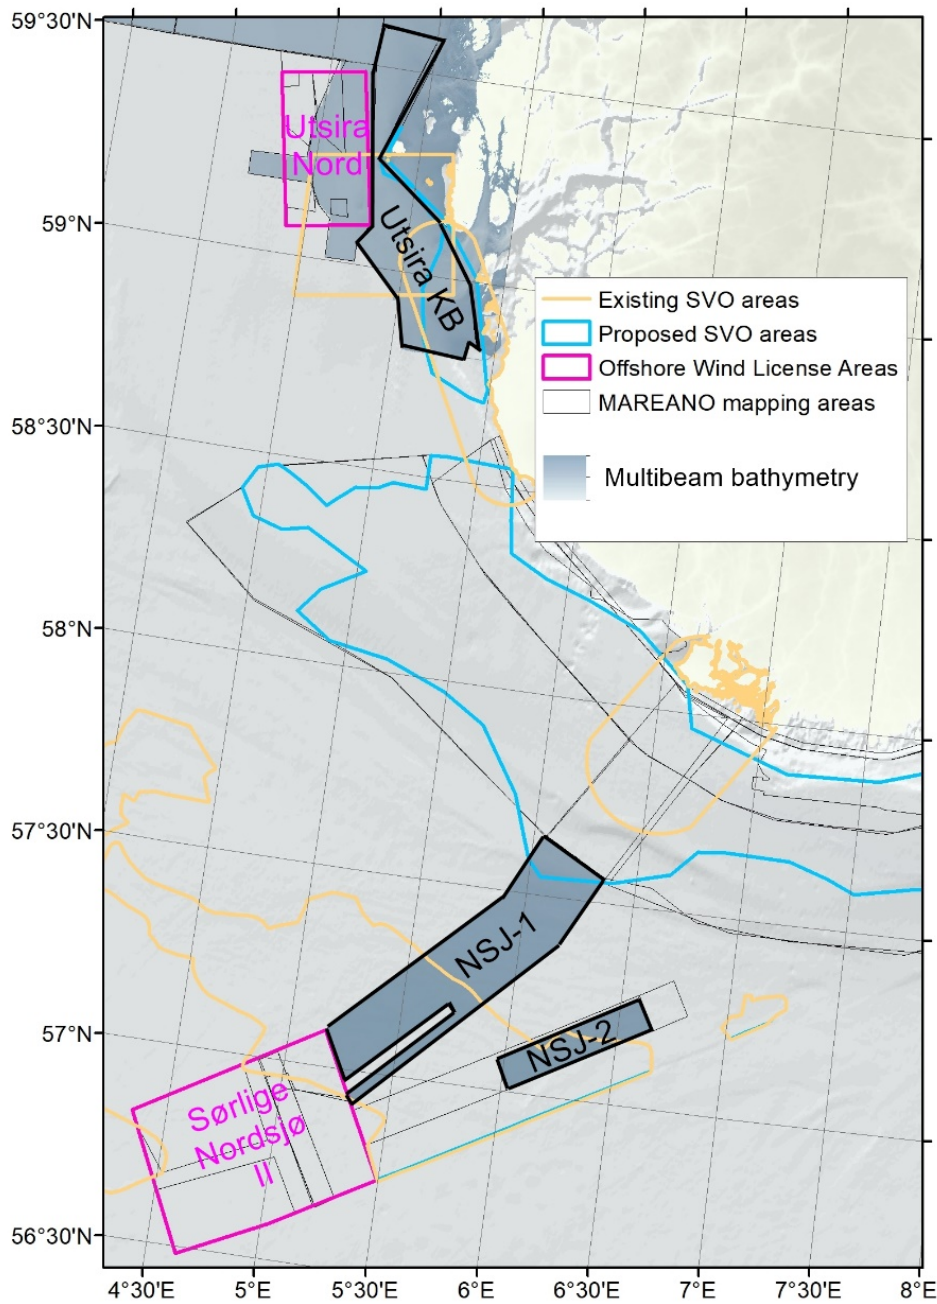 59°30'N
59°N
58°30'N
58°N
57°30'N
57°N
56°30'N
Utsira
Nord
Utsira KB
Existing SVO areas
Proposed SVO areas
Offshore Wind License Areas
MAREANO mapping areas
Multibeam bathymetry
NSJ-1
NSJ-2
Sørlige
Nordsjø
II
4°30'E
5°E
5°30'E
6°E
6°30'E
7°E
7°30'E
8°E